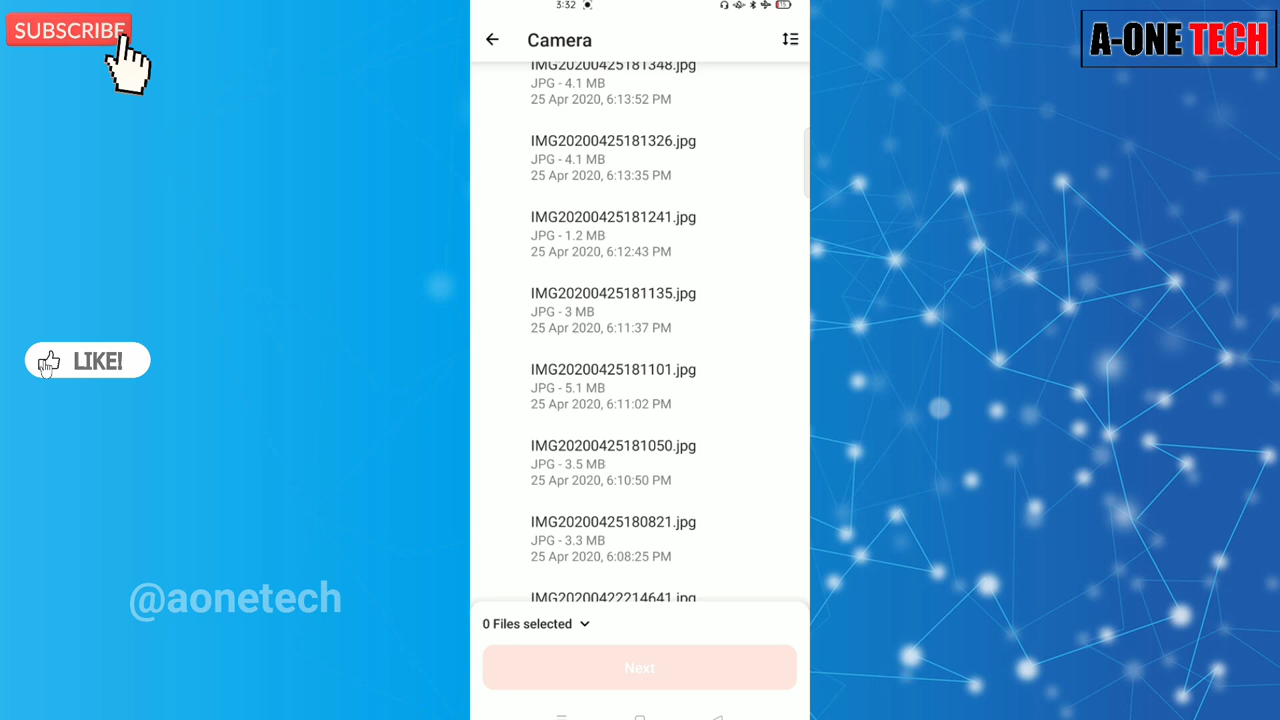 SUBSCRIBE
3:32
A-ONE TECH
Camera
IMG20200425181348.jpg
JPG - 4.1 MB
25 Apr 2020, 6:13:52 PM
IMG20200425181326.jpg
JPG - 4.1 MB
25 Apr 2020, 6:13:35 PM
IMG20200425181241.jpg
JPG - 1.2 MB
25 Apr 2020, 6:12:43 PM
IMG20200425181135.jpg
JPG - 3 MB
25 Apr 2020, 6:11:37 PM
LIKE!
IMG20200425181101.jpg
JPG - 5.1 MB
25 Apr 2020, 6:11:02 PM
IMG20200425181050.jpg
JPG - 3.5 MB
25 Apr 2020, 6:10:50 PM
IMG20200425180821.jpg
JPG - 3.3 MB
25 Apr 2020, 6:08:25 PM
IMG20200422214641.jpg
@aonetech
0 Files selected
Next